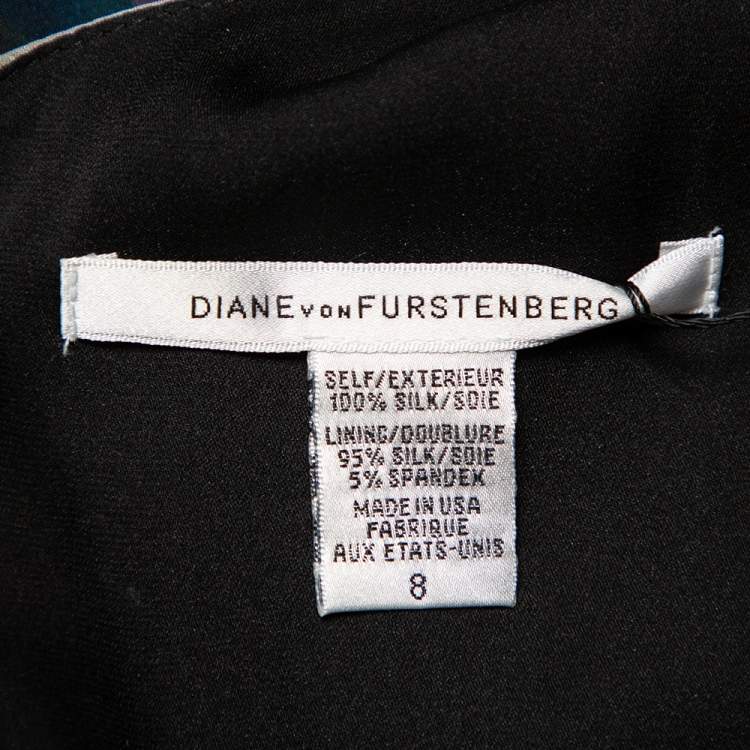 DIANE VON FURSTENBERG
SELF/EXTERIEUR
100% SILK/SOIE
LINING/DOUBLURE
95% SILK/SOIE
5% SPANDEX
MADE IN USA
FABRIQUE
AUX ETATS-UNIS
8